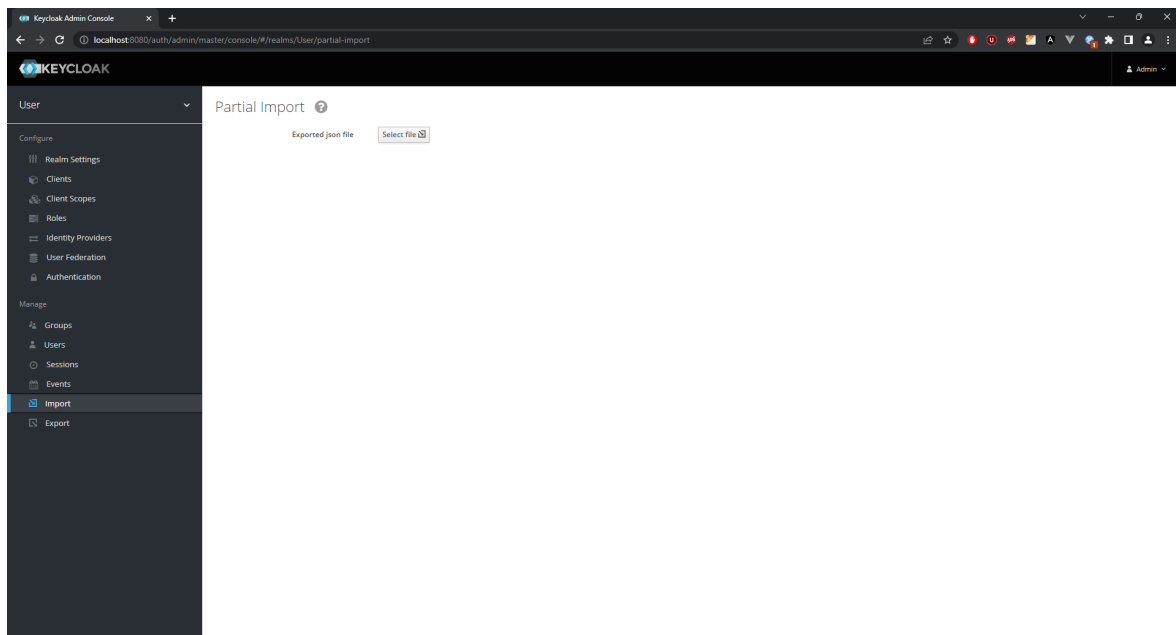 Keycloak Admin Console
localhost:8080/auth/admin/master/console/#/realms/User/partial-import
KEYCLOAK
Admin
User
Partial Import
Exported json file
Select file
Configure
Realm Settings
Clients
Client Scopes
Roles
Identity Providers
User Federation
Authentication
Manage
Groups
Users
Sessions
Events
Import
Export